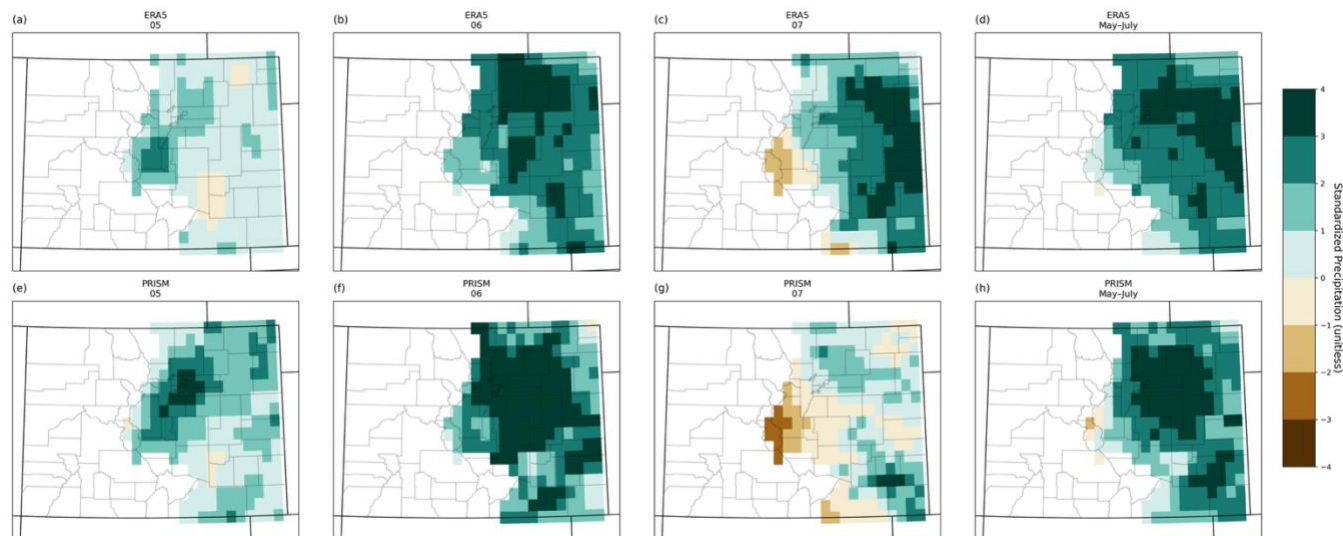 (a)
ERA5
05
(b)
ERA5
06
(c)
ERA5
07
(d)
ERA5
May–July
(e)
PRISM
05
(f)
PRISM
06
(g)
PRISM
07
(h)
PRISM
May–July
4
3
2
1
0
−1
−2
−3
−4
Standardized Precipitation (unitless)